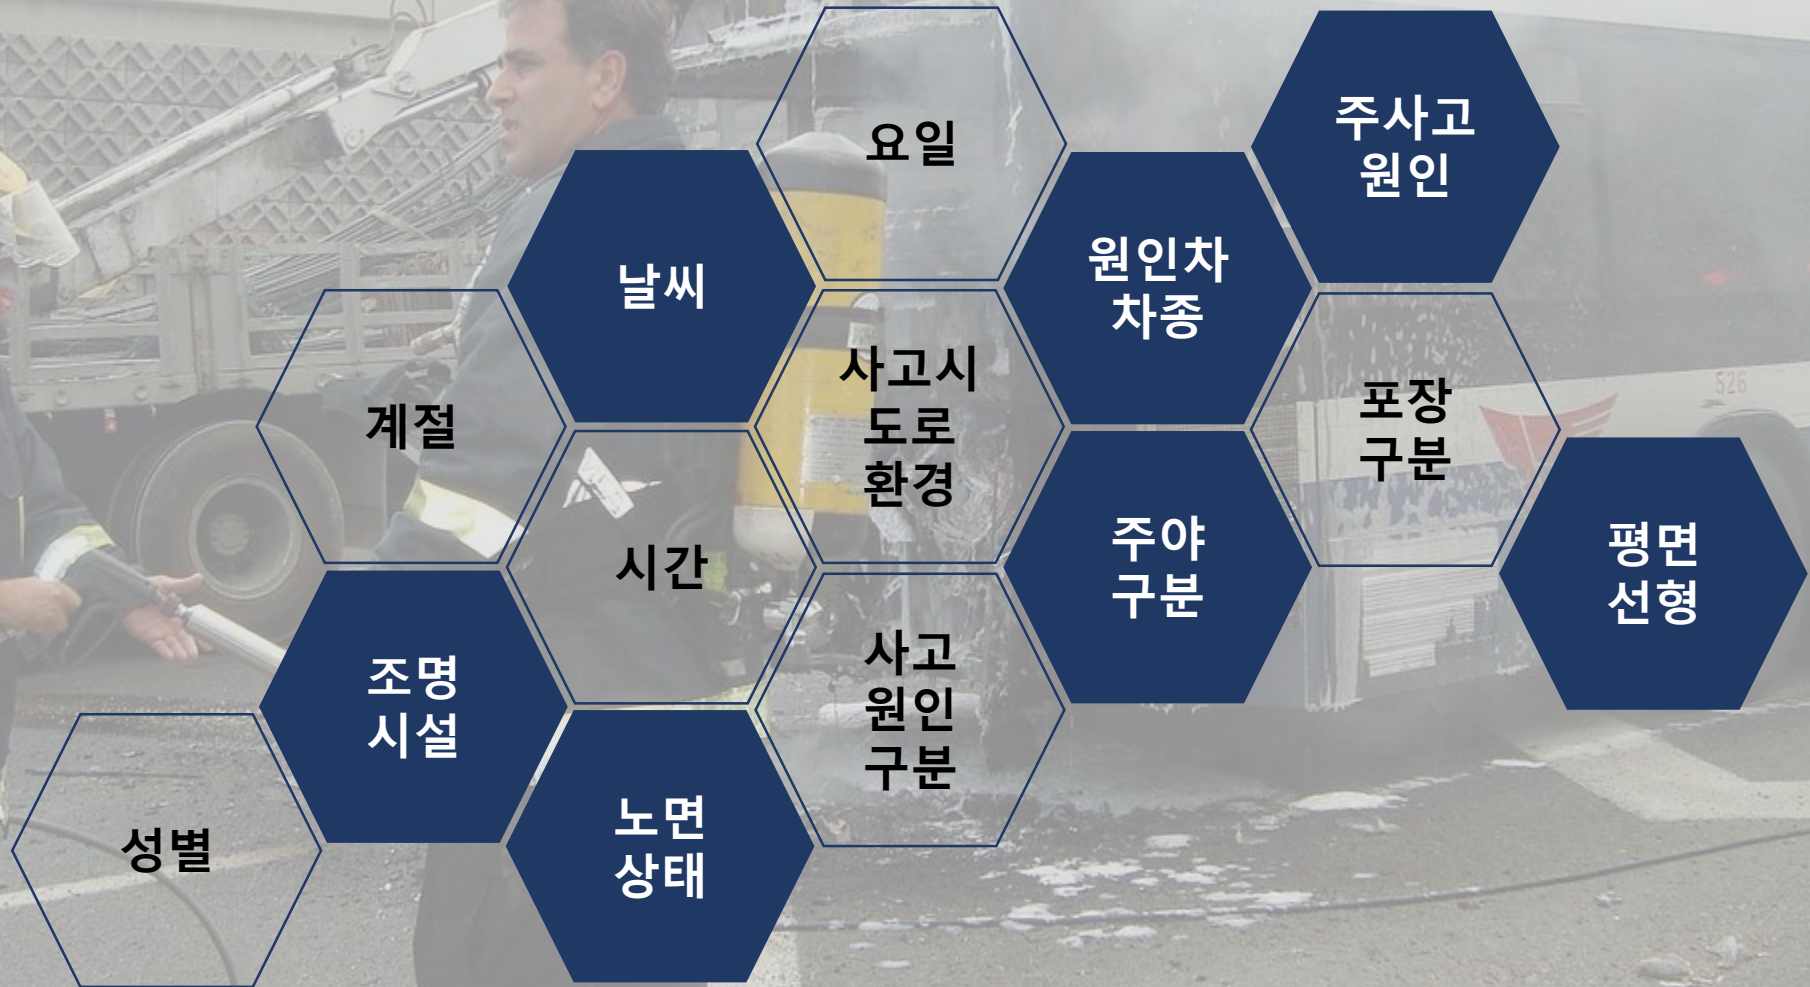 요일
주사고
원인
날씨
원인차
차종
계절
사고시
도로
환경
포장
구분
526
시간
주야
구분
평면
선형
조명
시설
사고
원인
구분
성별
노면
상태